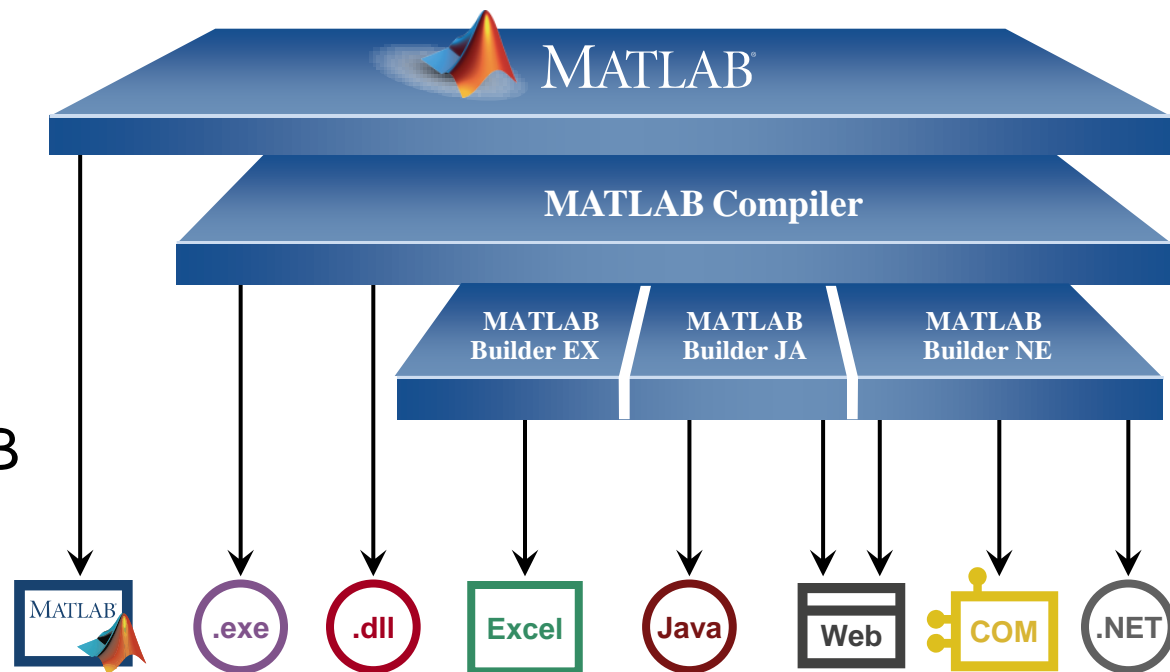 MATLAB®
MATLAB Compiler
MATLAB
Builder EX
MATLAB
Builder JA
MATLAB
Builder NE
B
MATLAB
.exe
.dll
Excel
Java
Web
COM
.NET